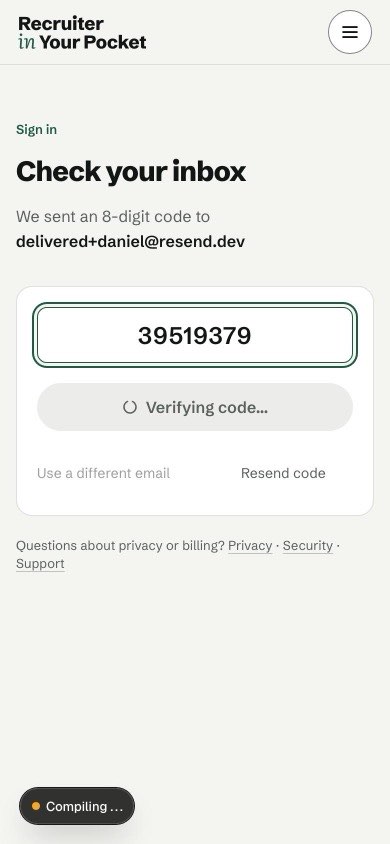 Recruiter
in Your Pocket
Sign in
Check your inbox
We sent an 8-digit code to
delivered+daniel@resend.dev
39519379
Verifying code...
Use a different email
Resend code
Questions about privacy or billing? Privacy · Security ·
Support
Compiling ...